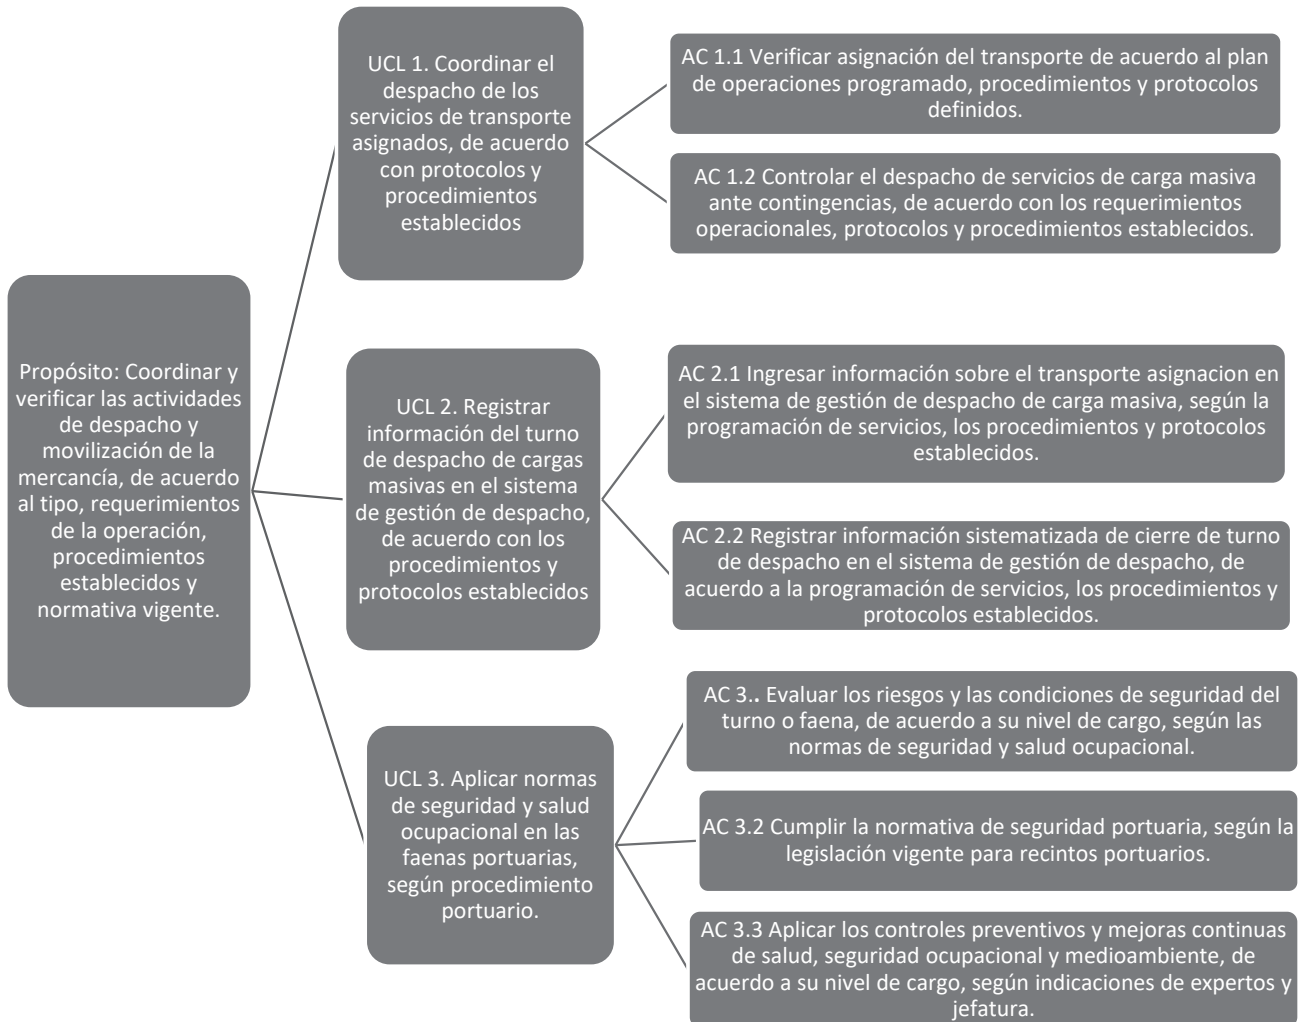 Propósito: Coordinar y
verificar las actividades
de despacho y
movilización de la
mercancía, de acuerdo
al tipo, requerimientos
de la operación,
procedimientos
establecidos y
normativa vigente.
UCL 1. Coordinar el
despacho de los
servicios de transporte
asignados, de acuerdo
con protocolos y
procedimientos
establecidos
AC 1.1 Verificar asignación del transporte de acuerdo al plan
de operaciones programado, procedimientos y protocolos
definidos.
AC 1.2 Controlar el despacho de servicios de carga masiva
ante contingencias, de acuerdo con los requerimientos
operacionales, protocolos y procedimientos establecidos.
UCL 2. Registrar
información del turno
de despacho de cargas
masivas en el sistema
de gestión de despacho,
de acuerdo con los
procedimientos y
protocolos establecidos
AC 2.1 Ingresar información sobre el transporte asignacion en
el sistema de gestión de despacho de carga masiva, según la
programación de servicios, los procedimientos y protocolos
establecidos.
AC 2.2 Registrar información sistematizada de cierre de turno
de despacho en el sistema de gestión de despacho, de
acuerdo a la programación de servicios, los procedimientos y
protocolos establecidos.
UCL 3. Aplicar normas
de seguridad y salud
ocupacional en las
faenas portuarias,
según procedimiento
portuario.
AC 3.. Evaluar los riesgos y las condiciones de seguridad del
turno o faena, de acuerdo a su nivel de cargo, según las
normas de seguridad y salud ocupacional.
AC 3.2 Cumplir la normativa de seguridad portuaria, según la
legislación vigente para recintos portuarios.
AC 3.3 Aplicar los controles preventivos y mejoras continuas
de salud, seguridad ocupacional y medioambiente, de
acuerdo a su nivel de cargo, según indicaciones de expertos y
jefatura.